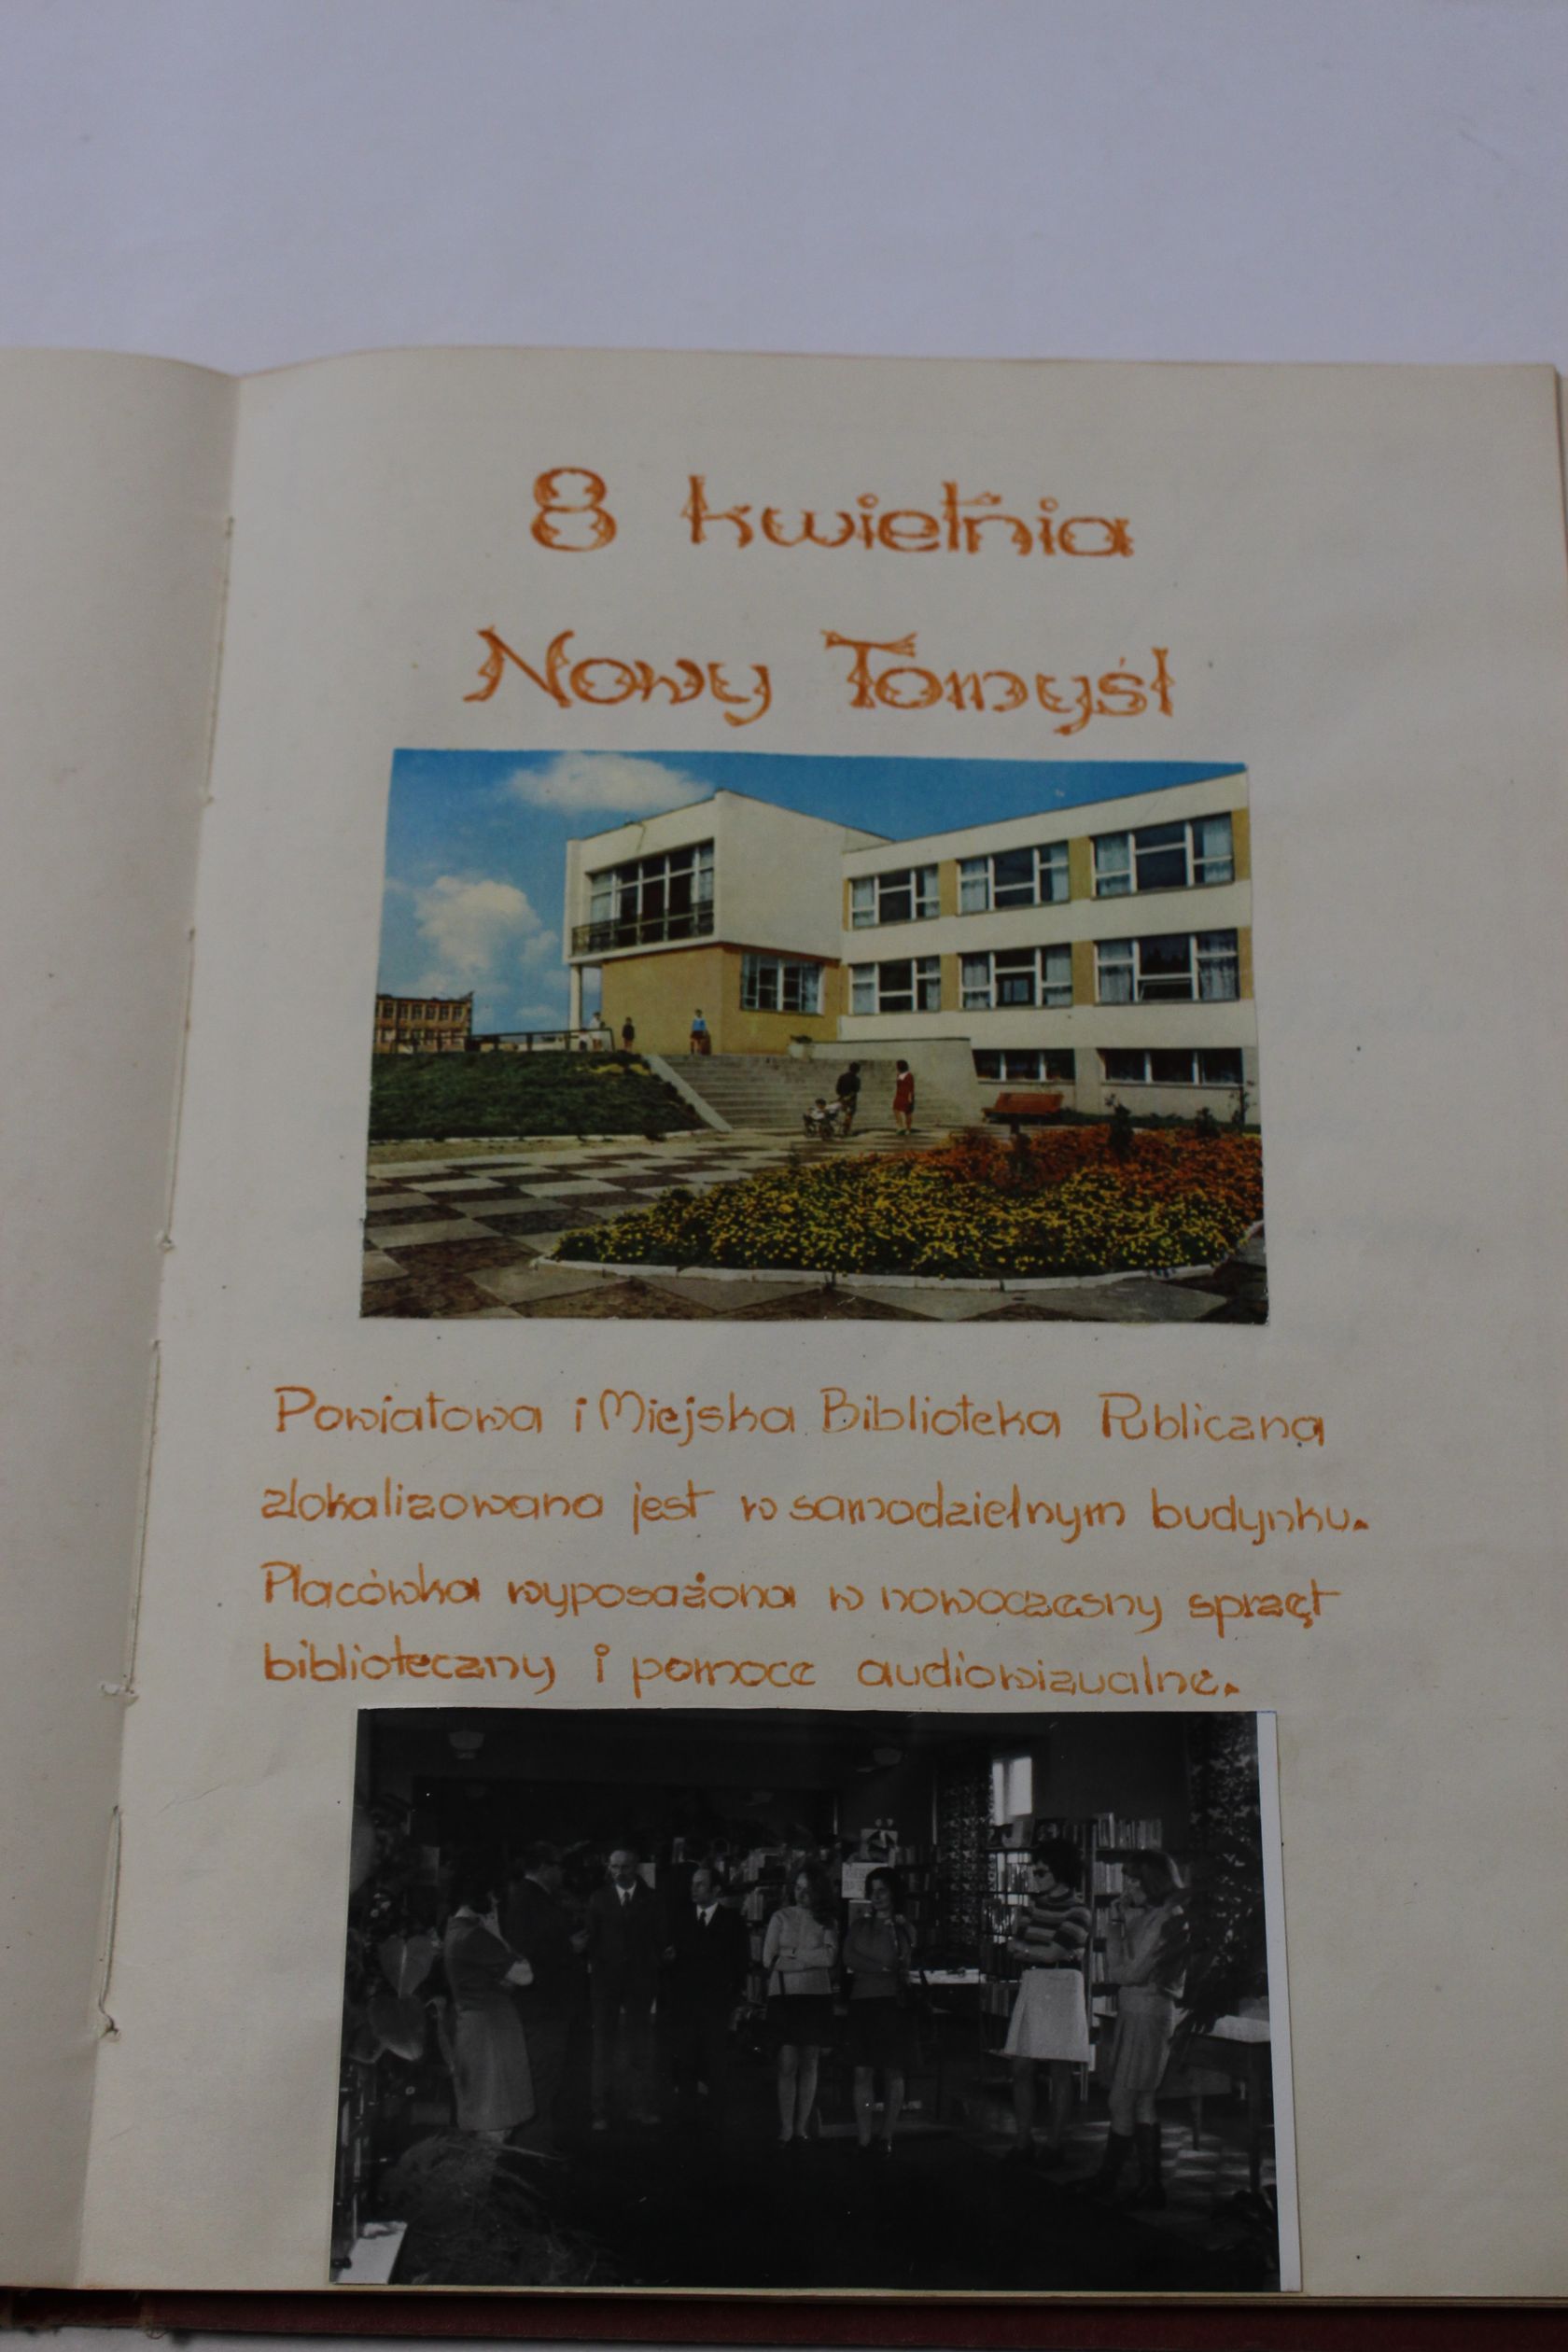 8 kwietnia
Nowy Tomyśl
Powiatowa i Miejska Biblioteka Publiczna
zlokalizowana jest w samodzielnym budynku.
Placówka wyposażona w nowoczesny sprzęt
biblioteczny i pomoce audiowizualne.